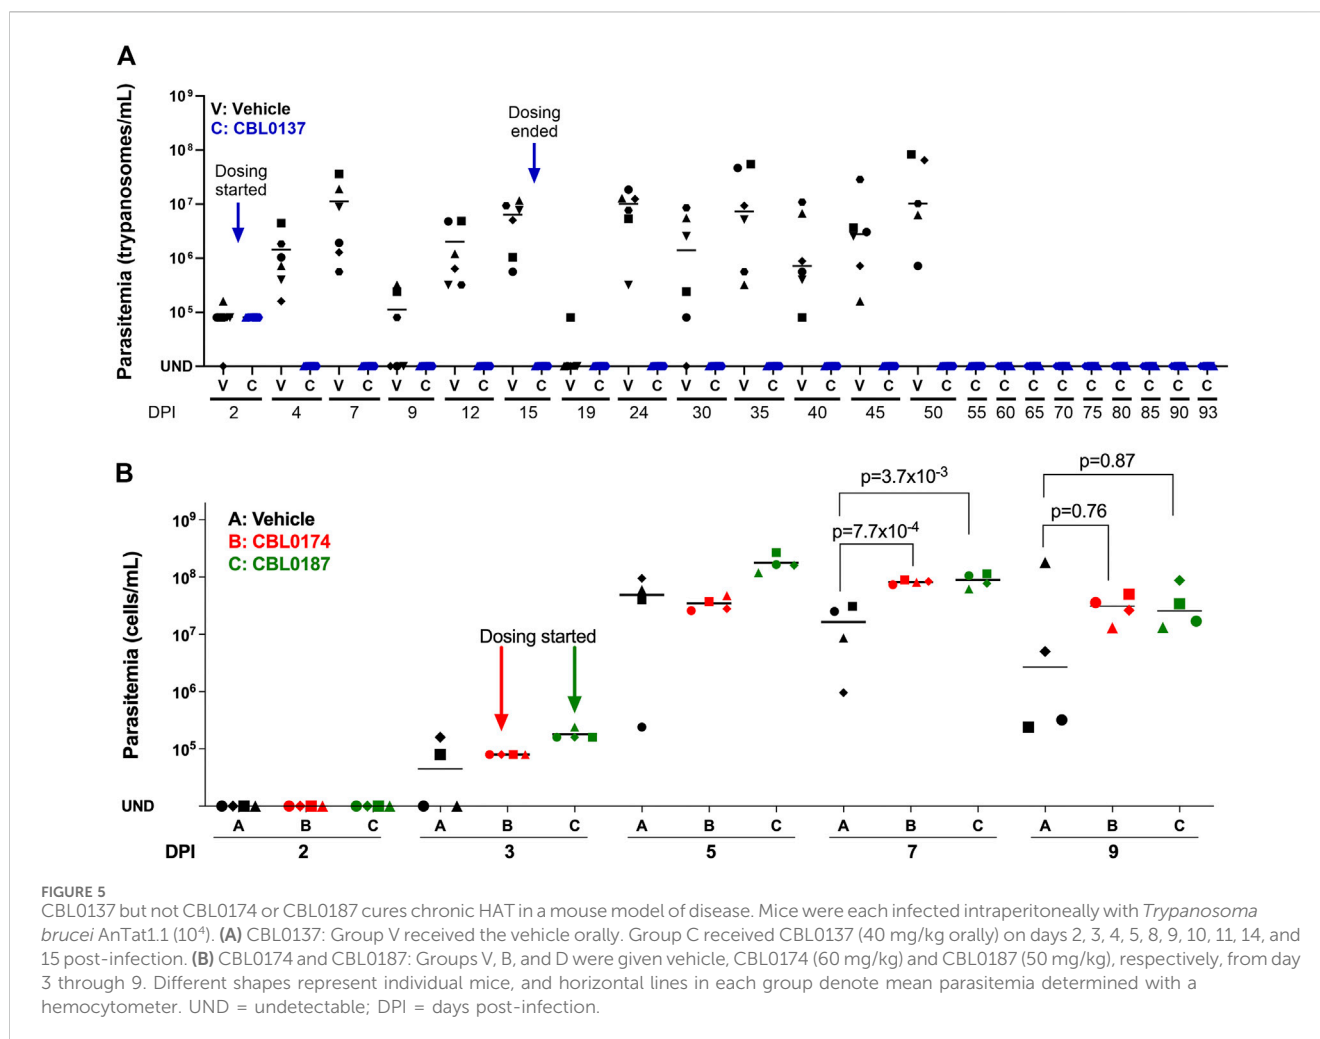 A
Parasitemia (trypanosomes/mL)
10⁹
10⁸
10⁷
10⁶
10⁵
UND
V: Vehicle
C: CBL0137
Dosing
started
Dosing
ended
V C V C V C V C V C V C V C V C V C V C V C V C V C C C C C C C C C C
DPI 2 4 7 9 12 15 19 24 30 35 40 45 50 55 60 65 70 75 80 85 90 93
B
Parasitemia (cells/mL)
10⁹
10⁸
10⁷
10⁶
10⁵
UND
A: Vehicle
B: CBL0174
C: CBL0187
Dosing started
p=3.7x10⁻³
p=7.7x10⁻⁴
p=0.87
p=0.76
A B C A B C A B C A B C A B C
DPI 2 3 5 7 9
FIGURE 5
CBL0137 but not CBL0174 or CBL0187 cures chronic HAT in a mouse model of disease. Mice were each infected intraperitoneally with Trypanosoma
brucei AnTat1.1 (10⁴). (A) CBL0137: Group V received the vehicle orally. Group C received CBL0137 (40 mg/kg orally) on days 2, 3, 4, 5, 8, 9, 10, 11, 14, and
15 post-infection. (B) CBL0174 and CBL0187: Groups V, B, and D were given vehicle, CBL0174 (60 mg/kg) and CBL0187 (50 mg/kg), respectively, from day
3 through 9. Different shapes represent individual mice, and horizontal lines in each group denote mean parasitemia determined with a
hemocytometer. UND = undetectable; DPI = days post-infection.